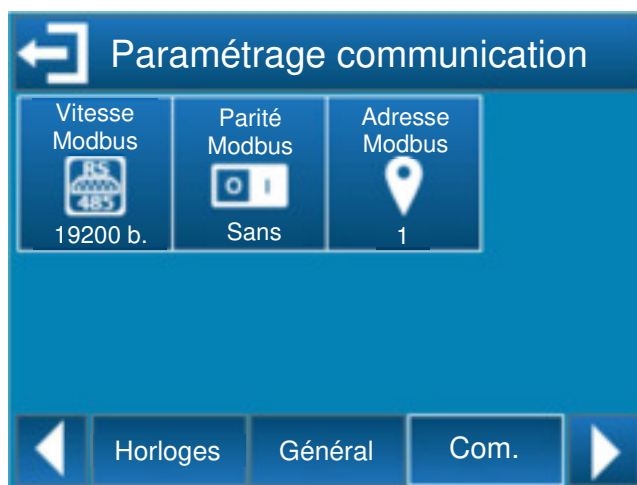 Paramétrage communication
Vitesse
Modbus
RS
485
19200 b.
Parité
Modbus
O I
Sans
Adresse
Modbus
1
Horloges Général Com.